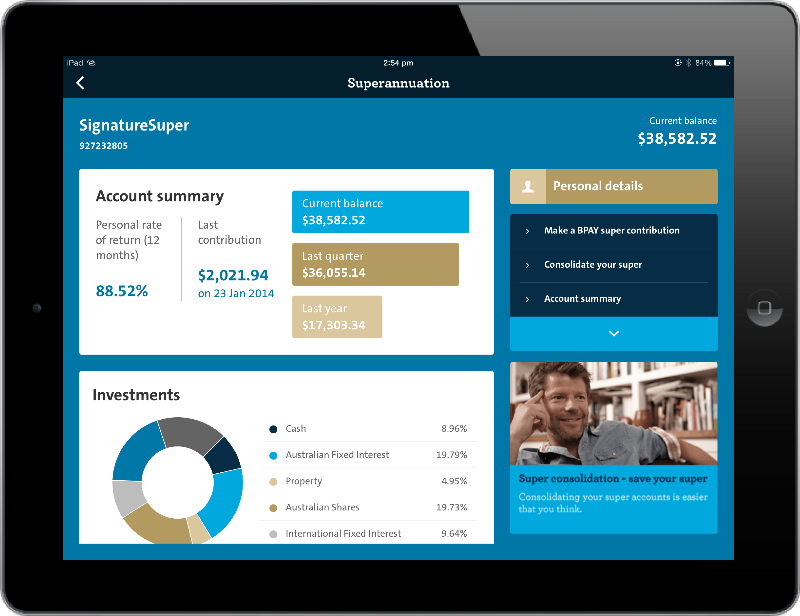 iPad
2:54 pm
84%
Superannuation
SignatureSuper
927232805
Current balance
$38,582.52
Account summary
Personal rate
of return (12
months)
88.52%
Last
contribution
$2,021.94
on 23 Jan 2014
Current balance
$38,582.52
Last quarter
$36,055.14
Last year
$17,303.34
Personal details
Make a BPAY super contribution
Consolidate your super
Account summary
Investments
Cash 8.96%
Australian Fixed Interest 19.79%
Property 4.95%
Australian Shares 19.73%
International Fixed Interest 9.64%
Super consolidation - save your super
Consolidating your super accounts is easier
that you think.